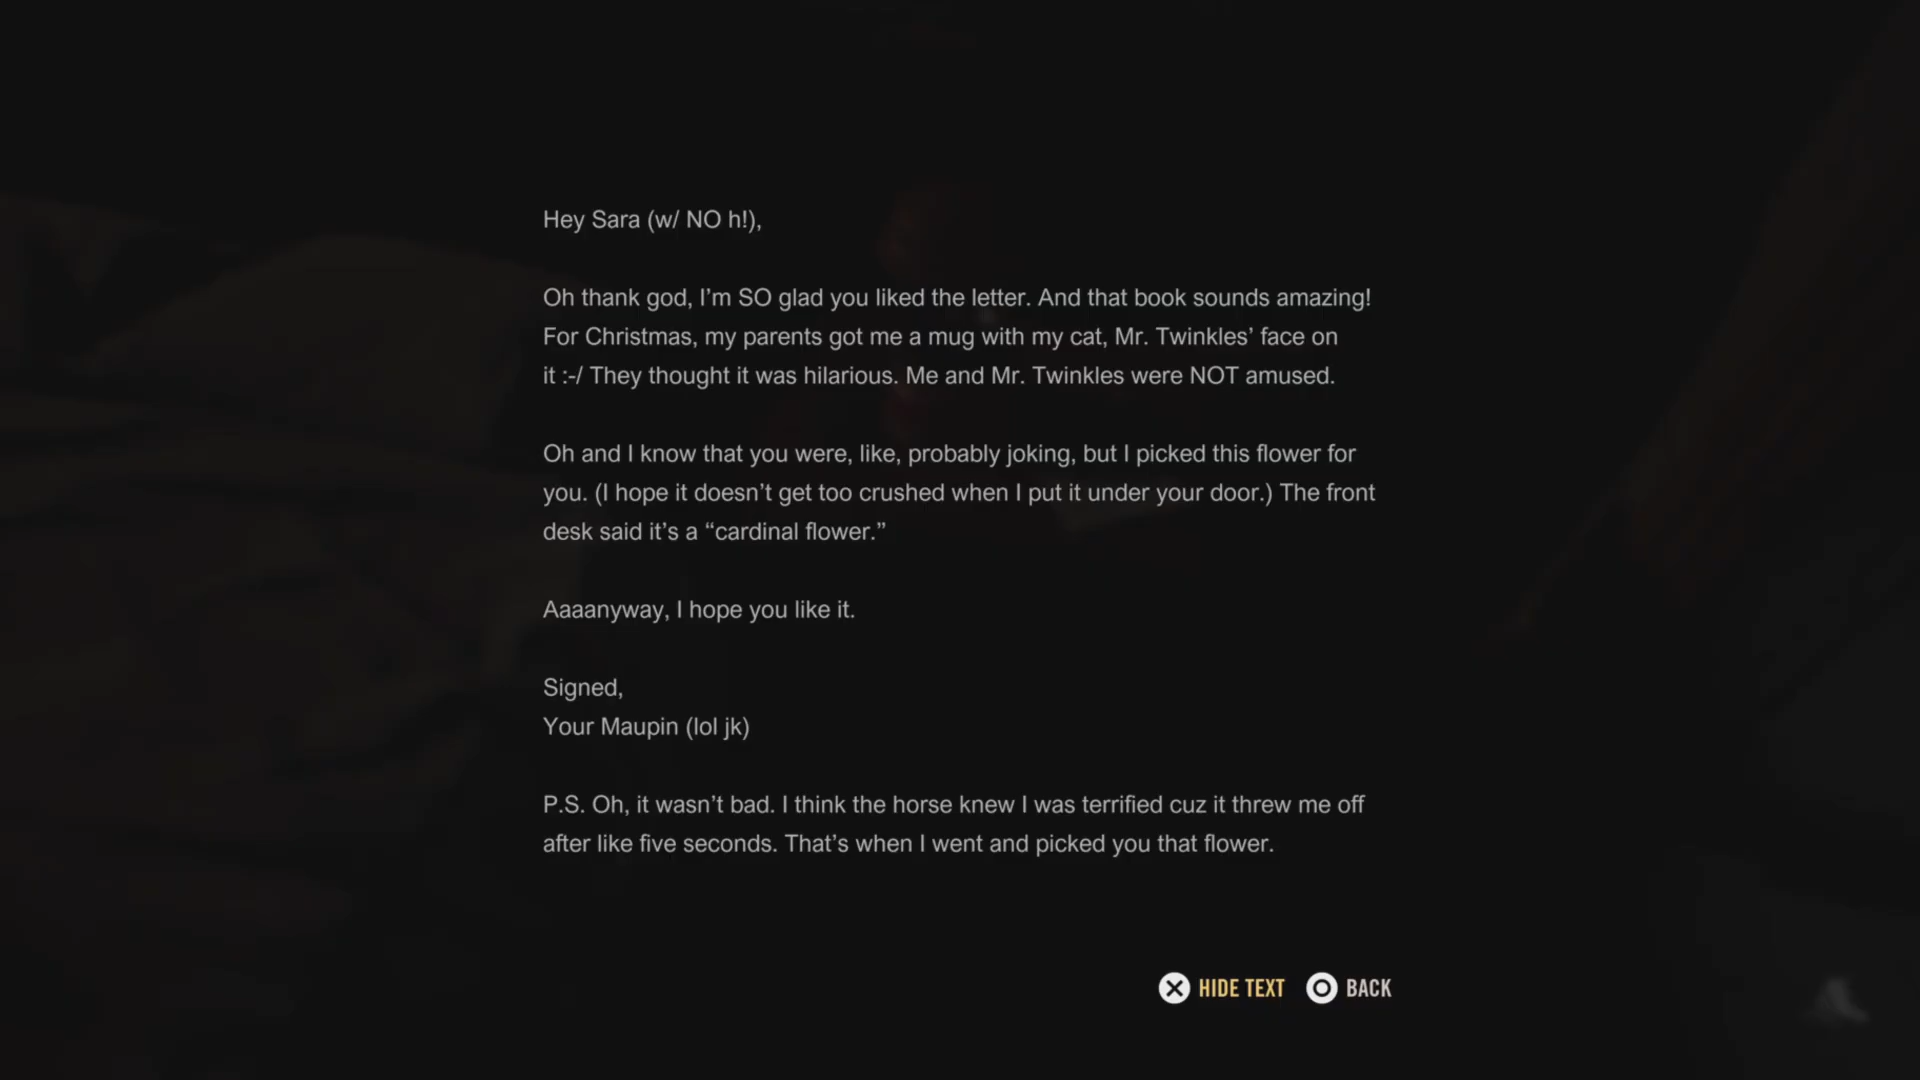 Hey Sara (w/ NO h!),
Oh thank god, I’m SO glad you liked the letter. And that book sounds amazing!
For Christmas, my parents got me a mug with my cat, Mr. Twinkles’ face on
it :-/ They thought it was hilarious. Me and Mr. Twinkles were NOT amused.
Oh and I know that you were, like, probably joking, but I picked this flower for
you. (I hope it doesn’t get too crushed when I put it under your door.) The front
desk said it’s a “cardinal flower.”
Aaaanyway, I hope you like it.
Signed,
Your Maupin (lol jk)
P.S. Oh, it wasn’t bad. I think the horse knew I was terrified cuz it threw me off
after like five seconds. That’s when I went and picked you that flower.
HIDE TEXT BACK